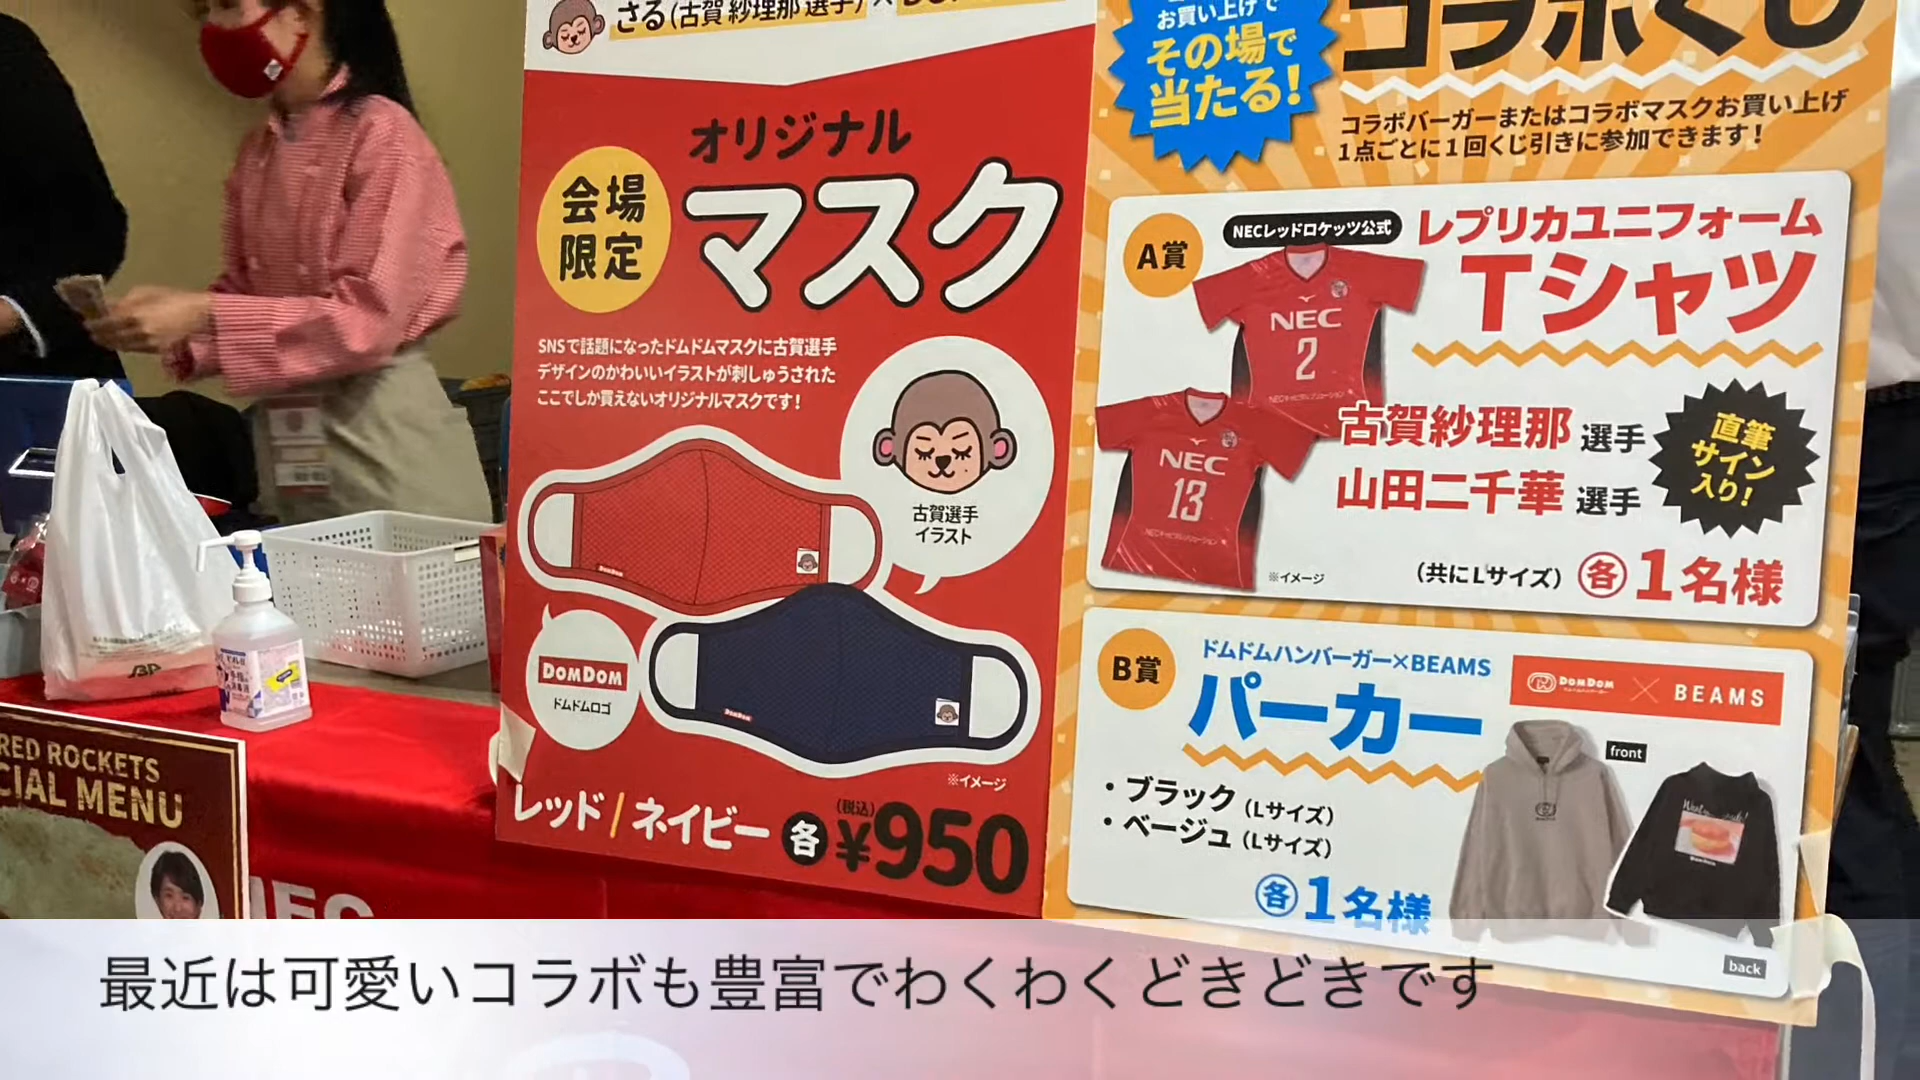 さる(古賀 紗理那 選手)×
オリジナル
会場
限定
マスク
SNSで話題になったドムドムマスクに古賀選手
デザインのかわいいイラストが刺しゅうされた
ここでしか買えないオリジナルマスクです!
古賀選手
イラスト
DomDom
DOMDOM
ドムドムロゴ
DomDom
※イメージ
レッド/ネイビー 各 (税込) ¥950
お買い上げで
その場で
当たる!
コラボくじ
コラボバーガーまたはコラボマスクお買い上げ
1点ごとに1回くじ引きに参加できます!
A賞
NECレッドロケッツ公式
レプリカユニフォーム
Tシャツ
NEC
2
NEC
13
古賀紗理那 選手
山田二千華 選手
直筆
サイン
入り!
※イメージ
(共にLサイズ) 各1名様
B賞
ドムドムハンバーガー×BEAMS
パーカー
DOMDOM × BEAMS
・ブラック(Lサイズ)
・ベージュ(Lサイズ)
各1名様
front
back
RED ROCKETS
CIAL MENU
NEC
最近は可愛いコラボも豊富でわくわくどきどきです